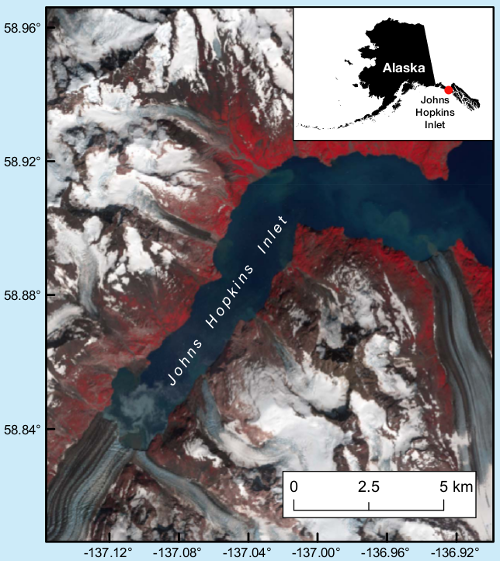 58.96°
58.92°
58.88°
58.84°
Alaska
Johns
Hopkins
Inlet
Johns Hopkins Inlet
0 2.5 5 km
-137.12° -137.08° -137.04° -137.00° -136.96° -136.92°